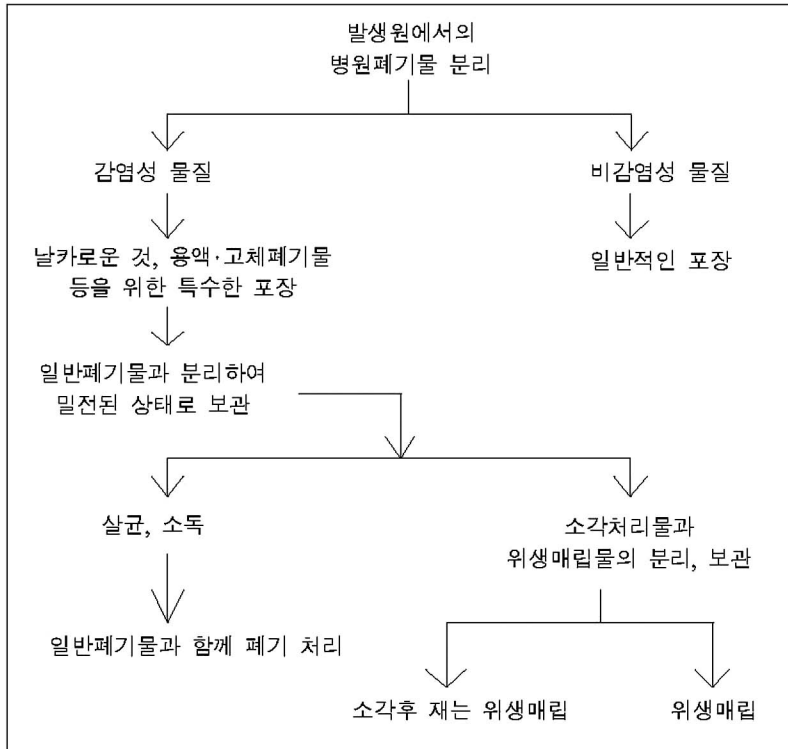 발생원에서의
병원폐기물 분리
감염성 물질
비감염성 물질
날카로운 것, 용액·고체폐기물
등을 위한 특수한 포장
일반적인 포장
일반폐기물과 분리하여
밀전된 상태로 보관
살균, 소독
소각처리물과
위생매립물의 분리, 보관
일반폐기물과 함께 폐기 처리
소각후 재는 위생매립
위생매립